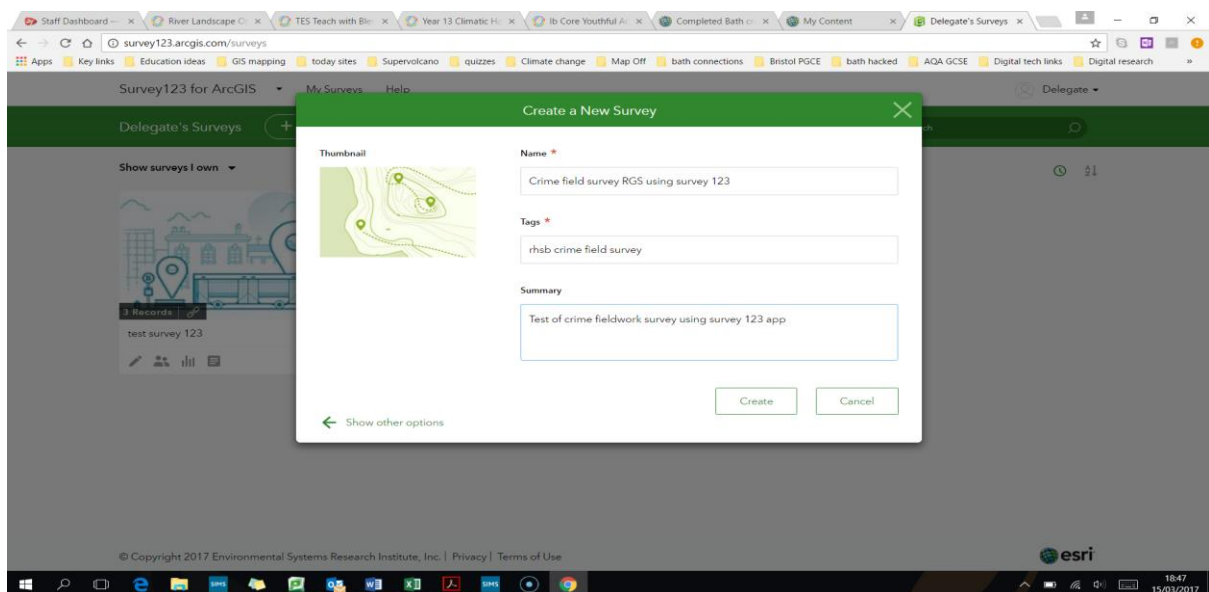 Staff Dashboard —
River Landscape O
TES Teach with Ble
Year 13 Climatic Ha
Ib Core Youthful Ar
Completed Bath c
My Content
Delegate's Surveys
survey123.arcgis.com/surveys
Apps
Key links
Education ideas
GIS mapping
today sites
Supervolcano
quizzes
Climate change
Map Off
bath connections
Bristol PGCE
bath hacked
AQA GCSE
Digital tech links
Digital research
»
Survey123 for ArcGIS
My Surveys
Help
Delegate
Delegate's Surveys
+
Create a New Survey
Show surveys I own
Thumbnail
Name *
Crime field survey RGS using survey 123
Tags *
rhsb crime field survey
Summary
Test of crime fieldwork survey using survey 123 app
3 Records
test survey 123
Create
Cancel
Show other options
© Copyright 2017 Environmental Systems Research Institute, Inc. | Privacy | Terms of Use
esri
SIMS
SIMS
18:47
15/03/2017